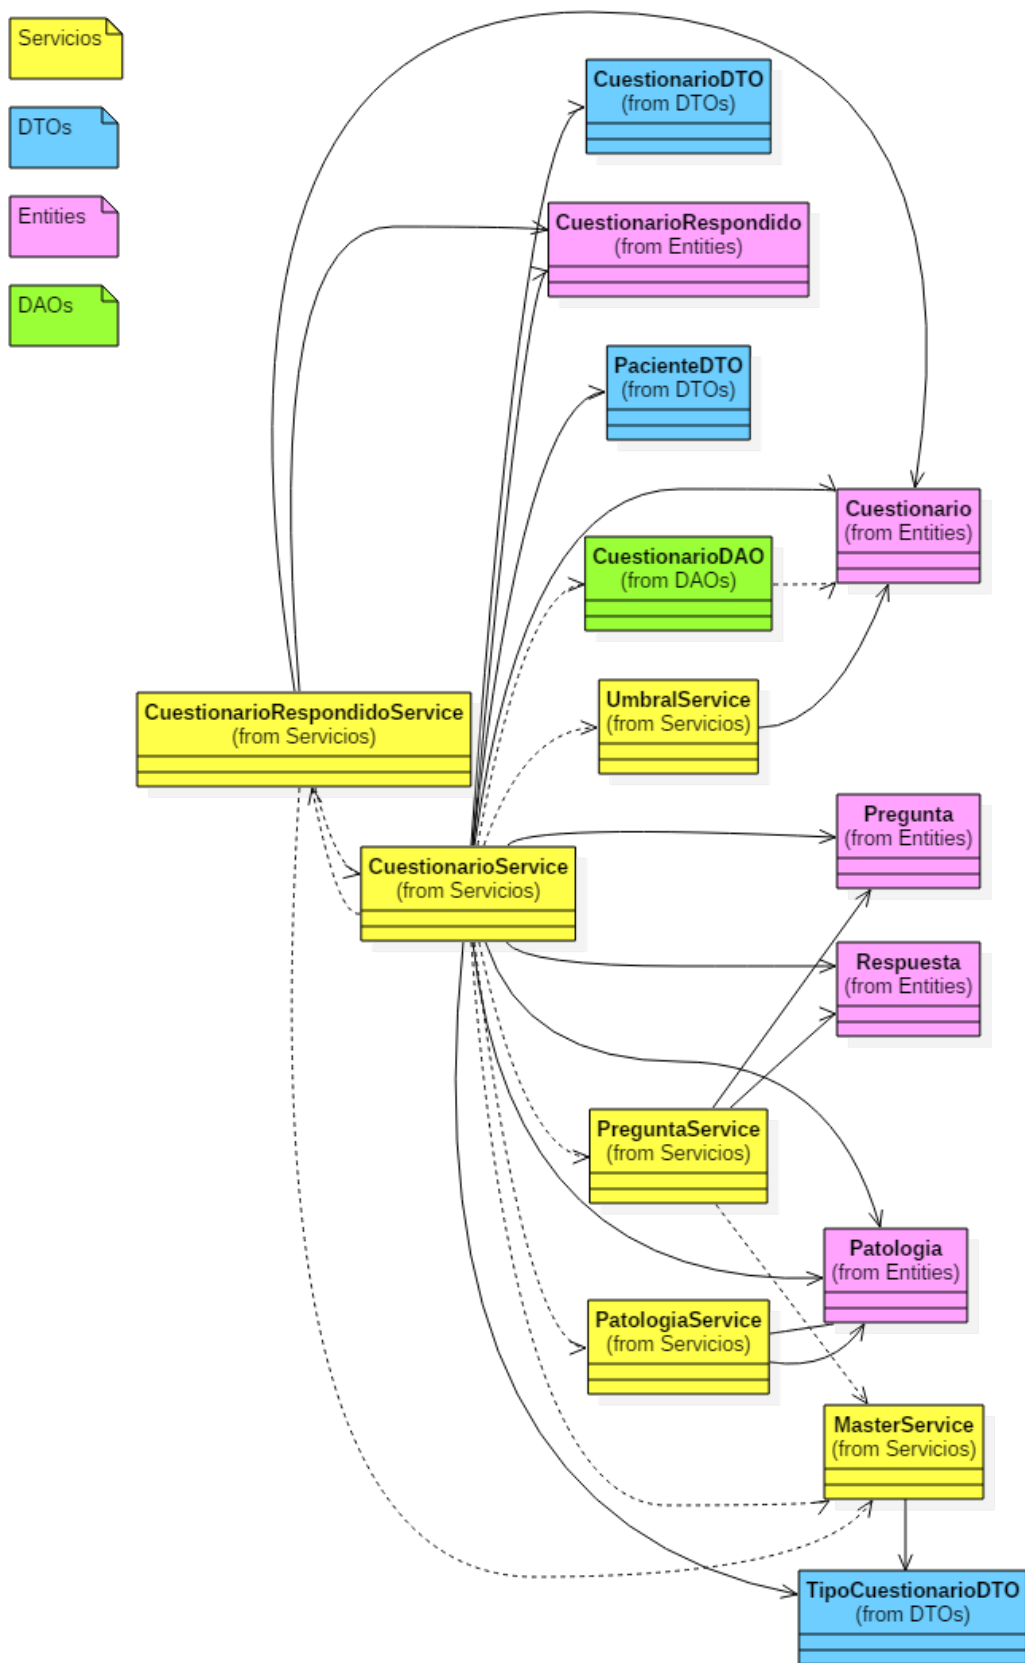 Servicios
DTOs
Entities
DAOs
CuestionarioDTO
(from DTOs)
CuestionarioRespondido
(from Entities)
PacienteDTO
(from DTOs)
Cuestionario
(from Entities)
CuestionarioDAO
(from DAOs)
UmbralService
(from Servicios)
CuestionarioRespondidoService
(from Servicios)
Pregunta
(from Entities)
CuestionarioService
(from Servicios)
Respuesta
(from Entities)
PreguntaService
(from Servicios)
Patologia
(from Entities)
PatologiaService
(from Servicios)
MasterService
(from Servicios)
TipoCuestionarioDTO
(from DTOs)